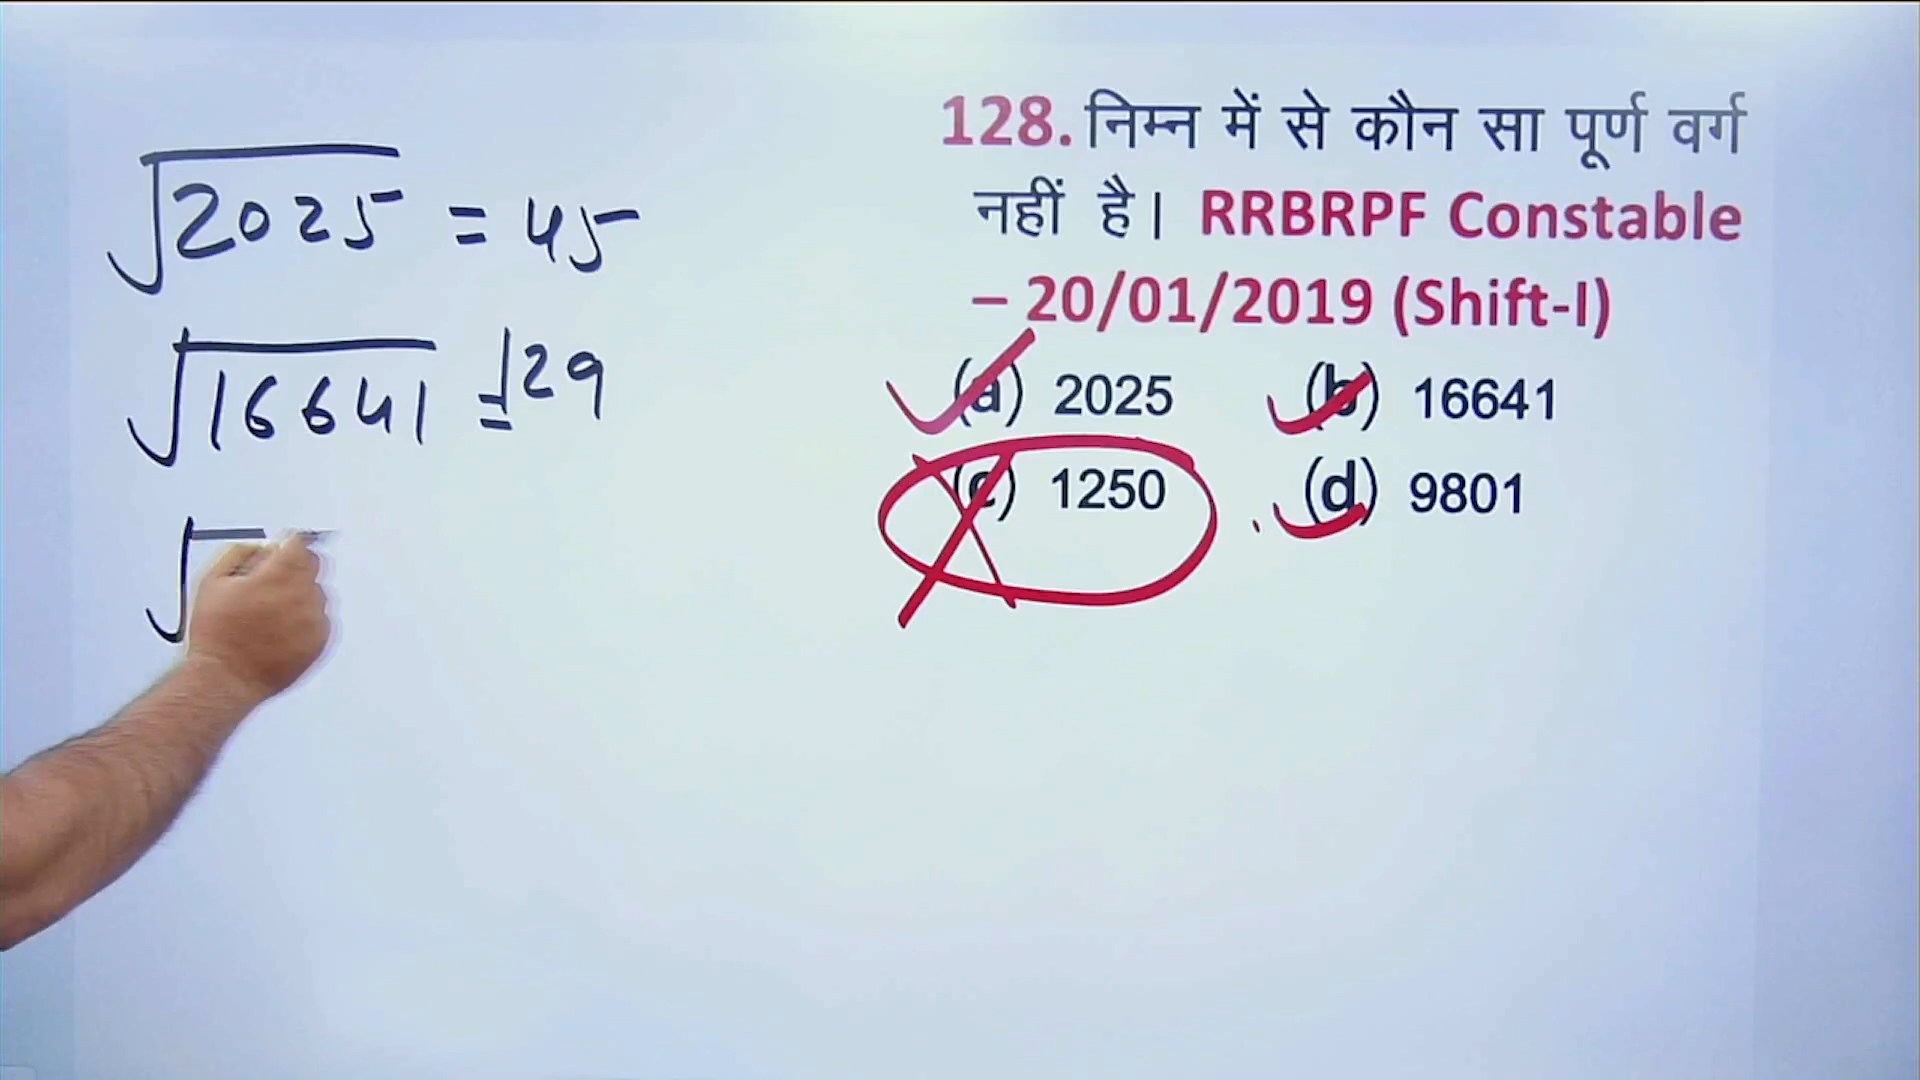 √2025 = 45
√16641 = 129
128. निम्न में से कौन सा पूर्ण वर्ग
नहीं है। RRBRPF Constable
– 20/01/2019 (Shift-I)
(a) 2025 (b) 16641
(c) 1250 (d) 9801